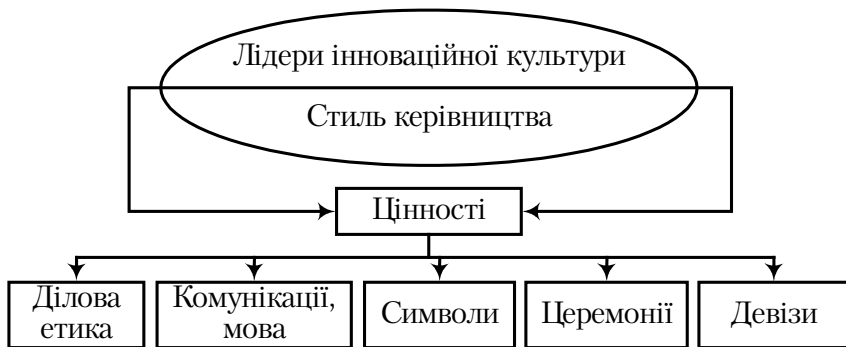 Лідери інноваційної культури
Стиль керівництва
Цінності
Ділова
етика
Комунікації,
мова
Символи
Церемонії
Девізи